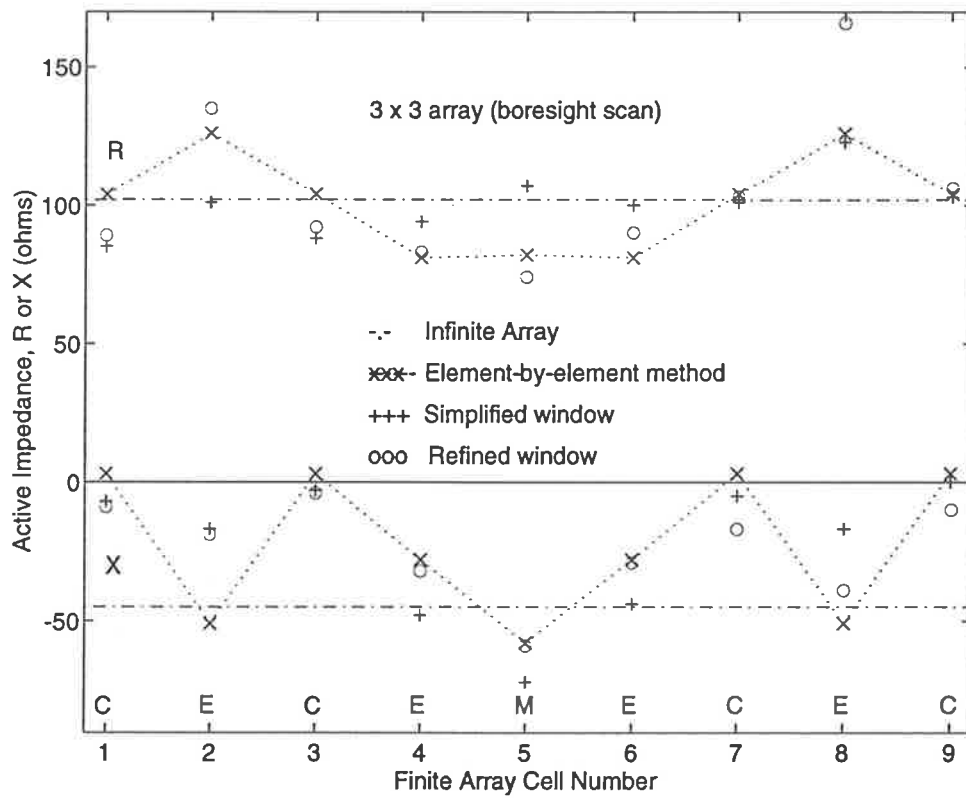 150
3 x 3 array (boresight scan)
R
100
50
-.- Infinite Array
xxx- Element-by-element method
+++ Simplified window
ooo Refined window
0
X
-50
C E C E M E C E C
1 2 3 4 5 6 7 8 9
Finite Array Cell Number
Active Impedance, R or X (ohms)